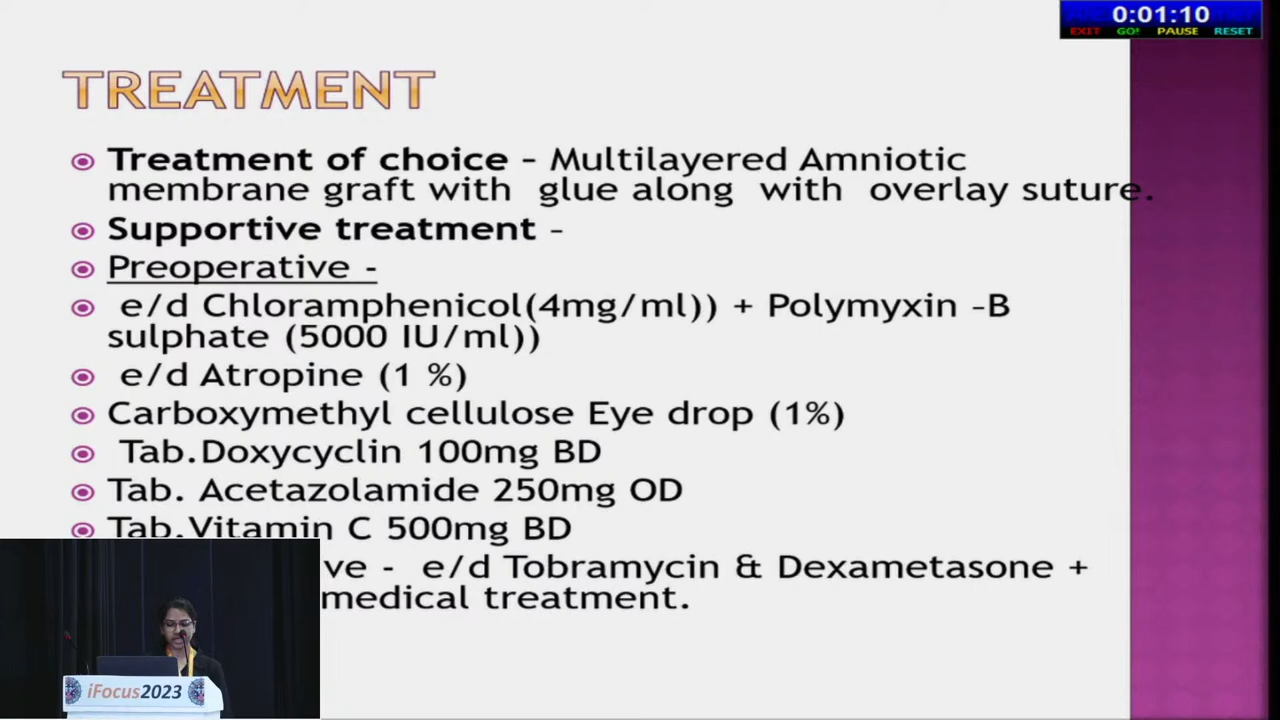 0:01:10
EXIT GO! PAUSE RESET
TREATMENT
Treatment of choice – Multilayered Amniotic
membrane graft with glue along with overlay suture.
Supportive treatment –
Preoperative -
e/d Chloramphenicol(4mg/ml)) + Polymyxin -B
sulphate (5000 IU/ml))
e/d Atropine (1 %)
Carboxymethyl cellulose Eye drop (1%)
Tab.Doxycyclin 100mg BD
Tab. Acetazolamide 250mg OD
Tab.Vitamin C 500mg BD
ve - e/d Tobramycin & Dexametasone +
medical treatment.
iFocus2023